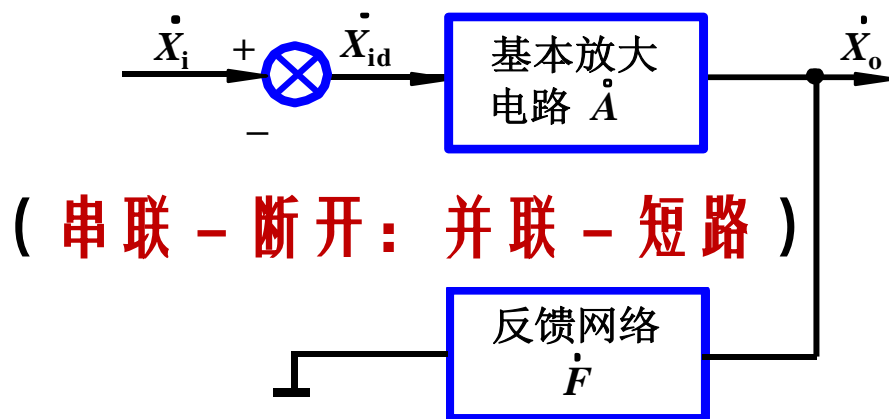 Ẋi + Ẋid 基本放大 Ẋo
− 电路 Å
( 串联 – 断开： 并联 – 短路 )
反馈网络
Ḟ